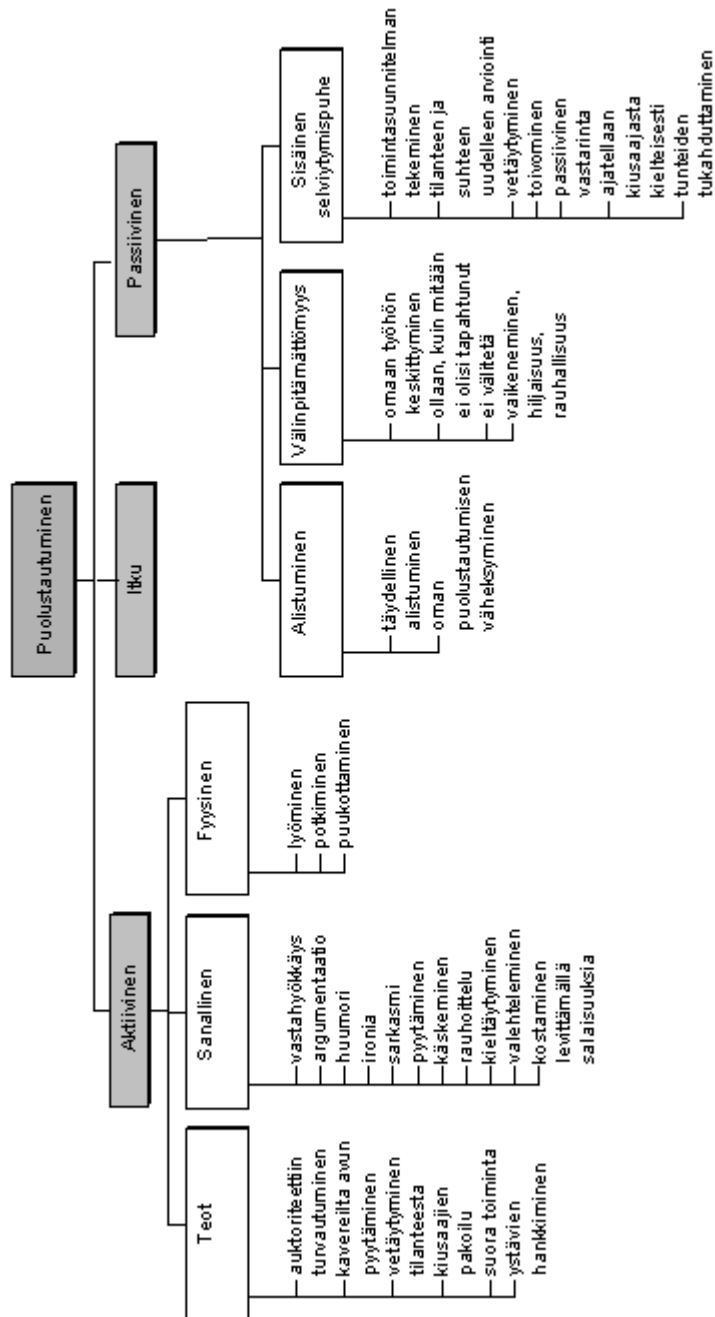 Puolustautuminen
Aktiivinen
Itku
Passiivinen
Teot
Sanallinen
Fyysinen
Alistuminen
Välinpitämättömyys
Sisäinen
selviytymispuhe
auktoriteettiin
turvautuminen
kavereilta avun
pyytäminen
vetäytyminen
tilanteesta
kiusaajien
pakoilu
suora toiminta
ystävien
hankkiminen
vastahyökkäys
argumentaatio
huumori
ironia
sarkasmi
pyytäminen
käskeminen
rauhoittelu
kieltäytyminen
valehteleminen
kostaminen
levittämällä
salaisuuksia
lyöminen
potkiminen
puukottaminen
täydellinen
alistuminen
oman
puolustautumisen
väheksyminen
omaan työhön
keskittyminen
ollaan, kuin mitään
ei olisi tapahtunut
ei välitetä
vaikeneminen,
hiljaisuus,
rauhallisuus
toimintasuunnitelman
tekeminen
tilanteen ja
suhteen
uudelleen arviointi
vetäytyminen
toivominen
passiivinen
vastarinta
ajatellaan
kiusaajasta
kielteisesti
tunteiden
tukahduttaminen